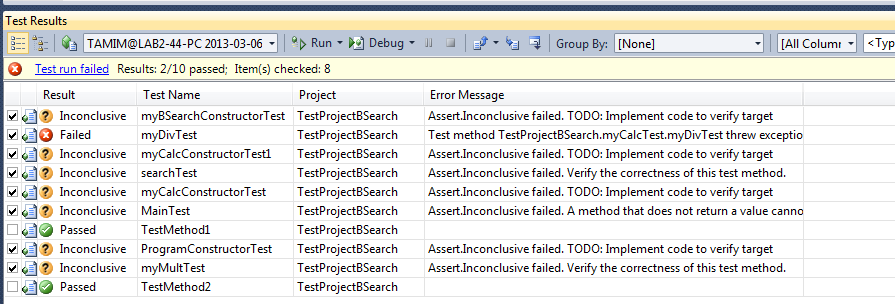 Test Results
TAMIM@LAB2-44-PC 2013-03-06 Run Debug Group By: [None] [All Column <Typ
Test run failed Results: 2/10 passed; Item(s) checked: 8
Result Test Name Project Error Message
Inconclusive myBSearchConstructorTest TestProjectBSearch Assert.Inconclusive failed. TODO: Implement code to verify target
Failed myDivTest TestProjectBSearch Test method TestProjectBSearch.myCalcTest.myDivTest threw exceptio
Inconclusive myCalcConstructorTest1 TestProjectBSearch Assert.Inconclusive failed. TODO: Implement code to verify target
Inconclusive searchTest TestProjectBSearch Assert.Inconclusive failed. Verify the correctness of this test method.
Inconclusive myCalcConstructorTest TestProjectBSearch Assert.Inconclusive failed. TODO: Implement code to verify target
Inconclusive MainTest TestProjectBSearch Assert.Inconclusive failed. A method that does not return a value canno
Passed TestMethod1 TestProjectBSearch
Inconclusive ProgramConstructorTest TestProjectBSearch Assert.Inconclusive failed. TODO: Implement code to verify target
Inconclusive myMultTest TestProjectBSearch Assert.Inconclusive failed. Verify the correctness of this test method.
Passed TestMethod2 TestProjectBSearch